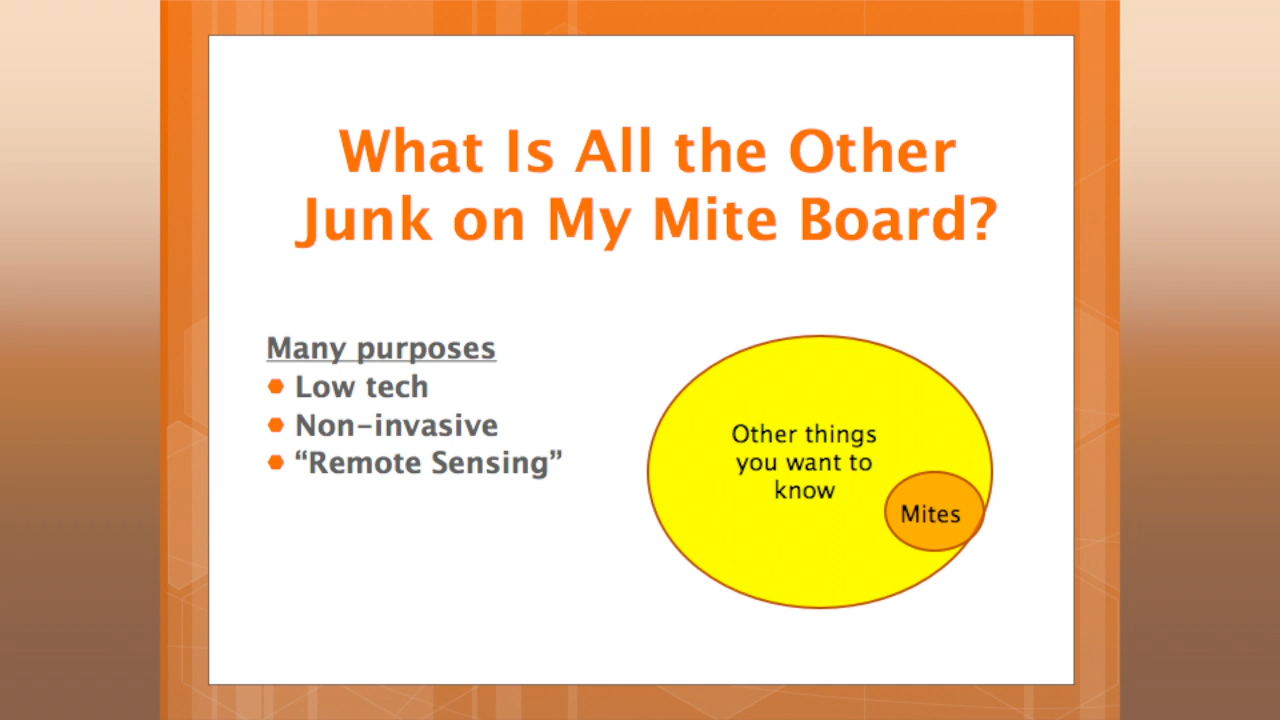 What Is All the Other
Junk on My Mite Board?
Many purposes
Low tech
Non-invasive
“Remote Sensing”
Other things
you want to
know
Mites